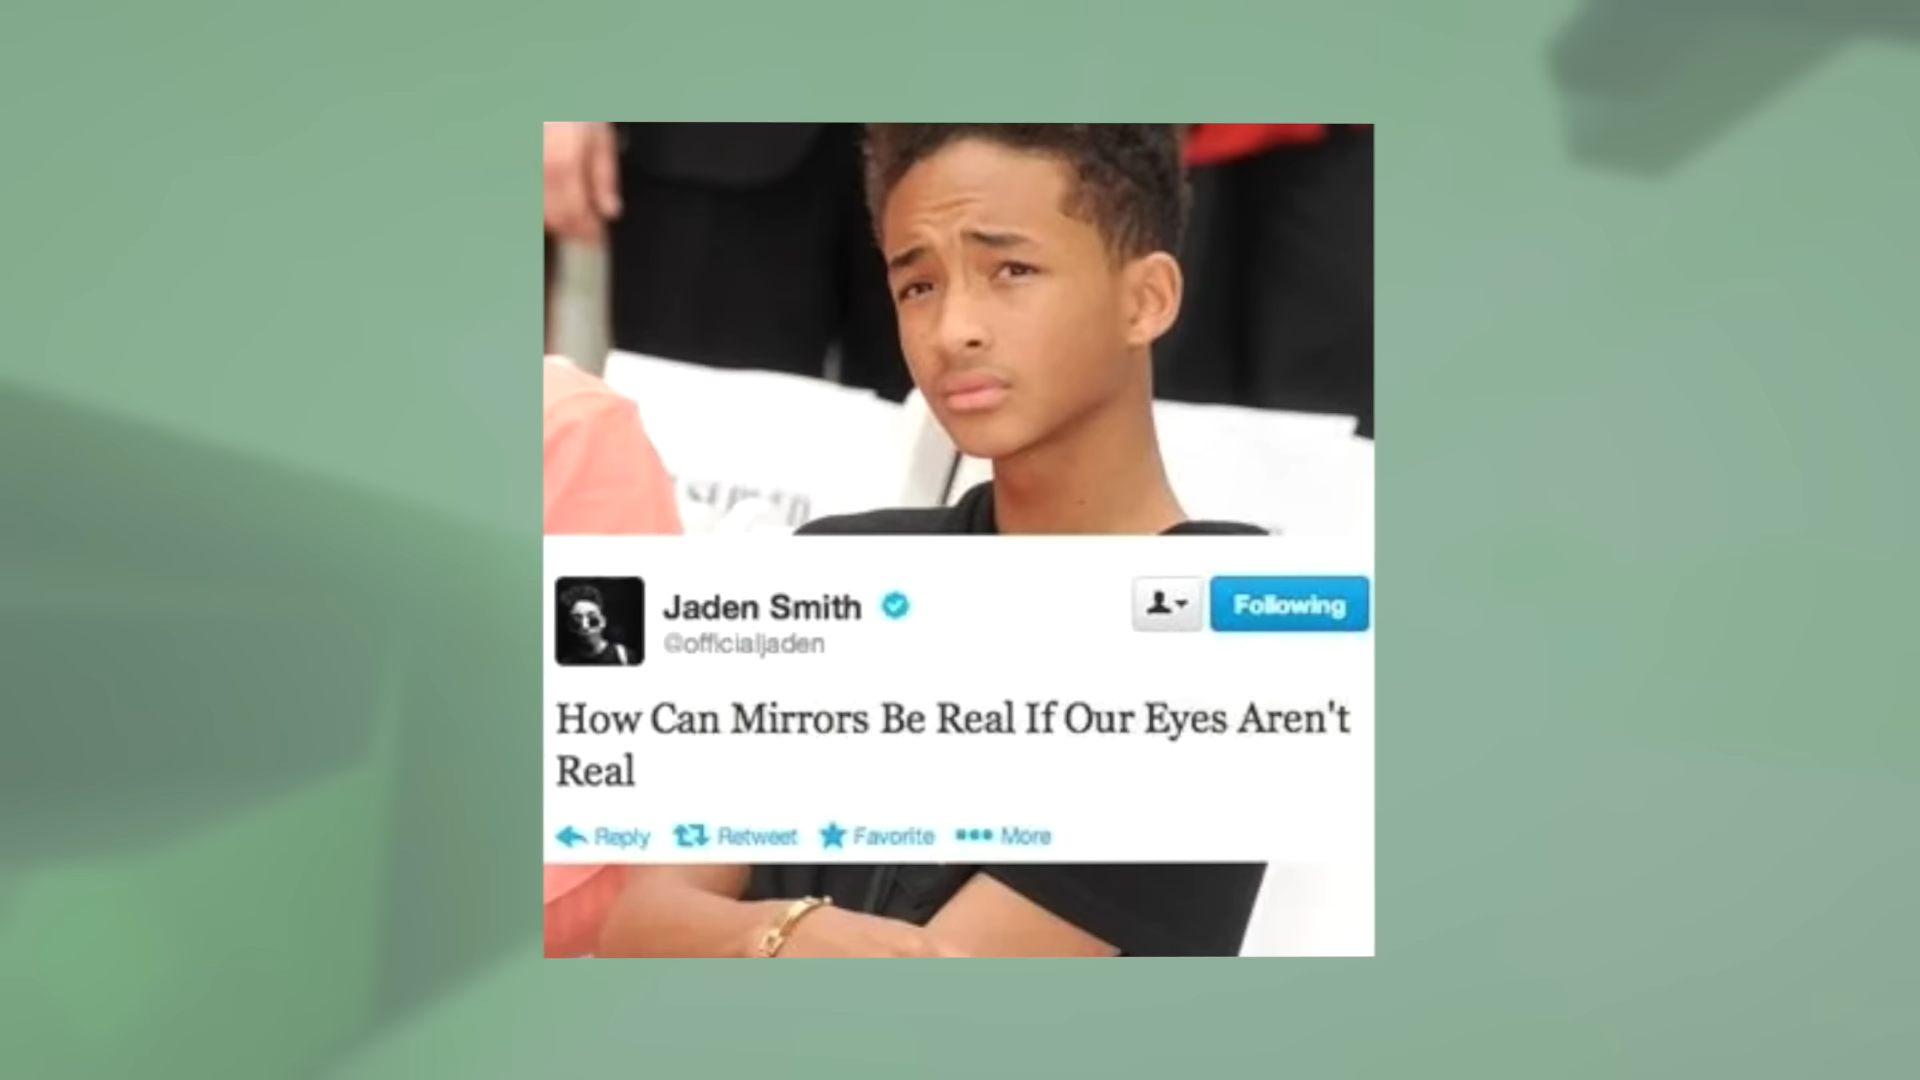 Jaden Smith
@officialjaden
Following
How Can Mirrors Be Real If Our Eyes Aren't
Real
Reply Retweet Favorite More